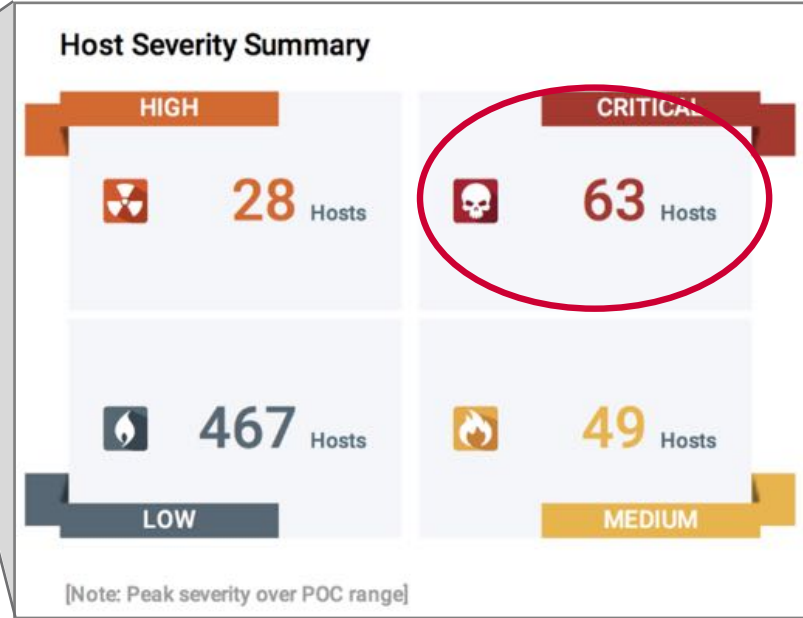 Host Severity Summary
HIGH
CRITICAL
28 Hosts
63 Hosts
467 Hosts
49 Hosts
LOW
MEDIUM
[Note: Peak severity over POC range]